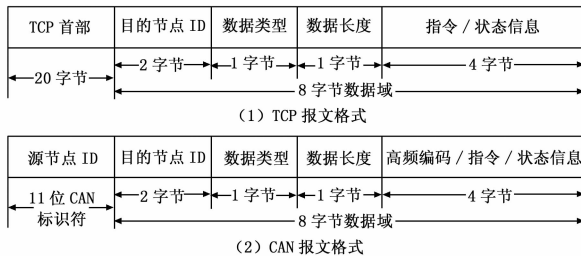 TCP 首部 目的节点 ID 数据类型 数据长度 指令/状态信息
20 字节 2 字节 1 字节 1 字节 4 字节
8 字节数据域
(1) TCP 报文格式
源节点 ID 目的节点 ID 数据类型 数据长度 高频编码/指令/状态信息
11 位 CAN 2 字节 1 字节 1 字节 4 字节
标识符 8 字节数据域
(2) CAN 报文格式